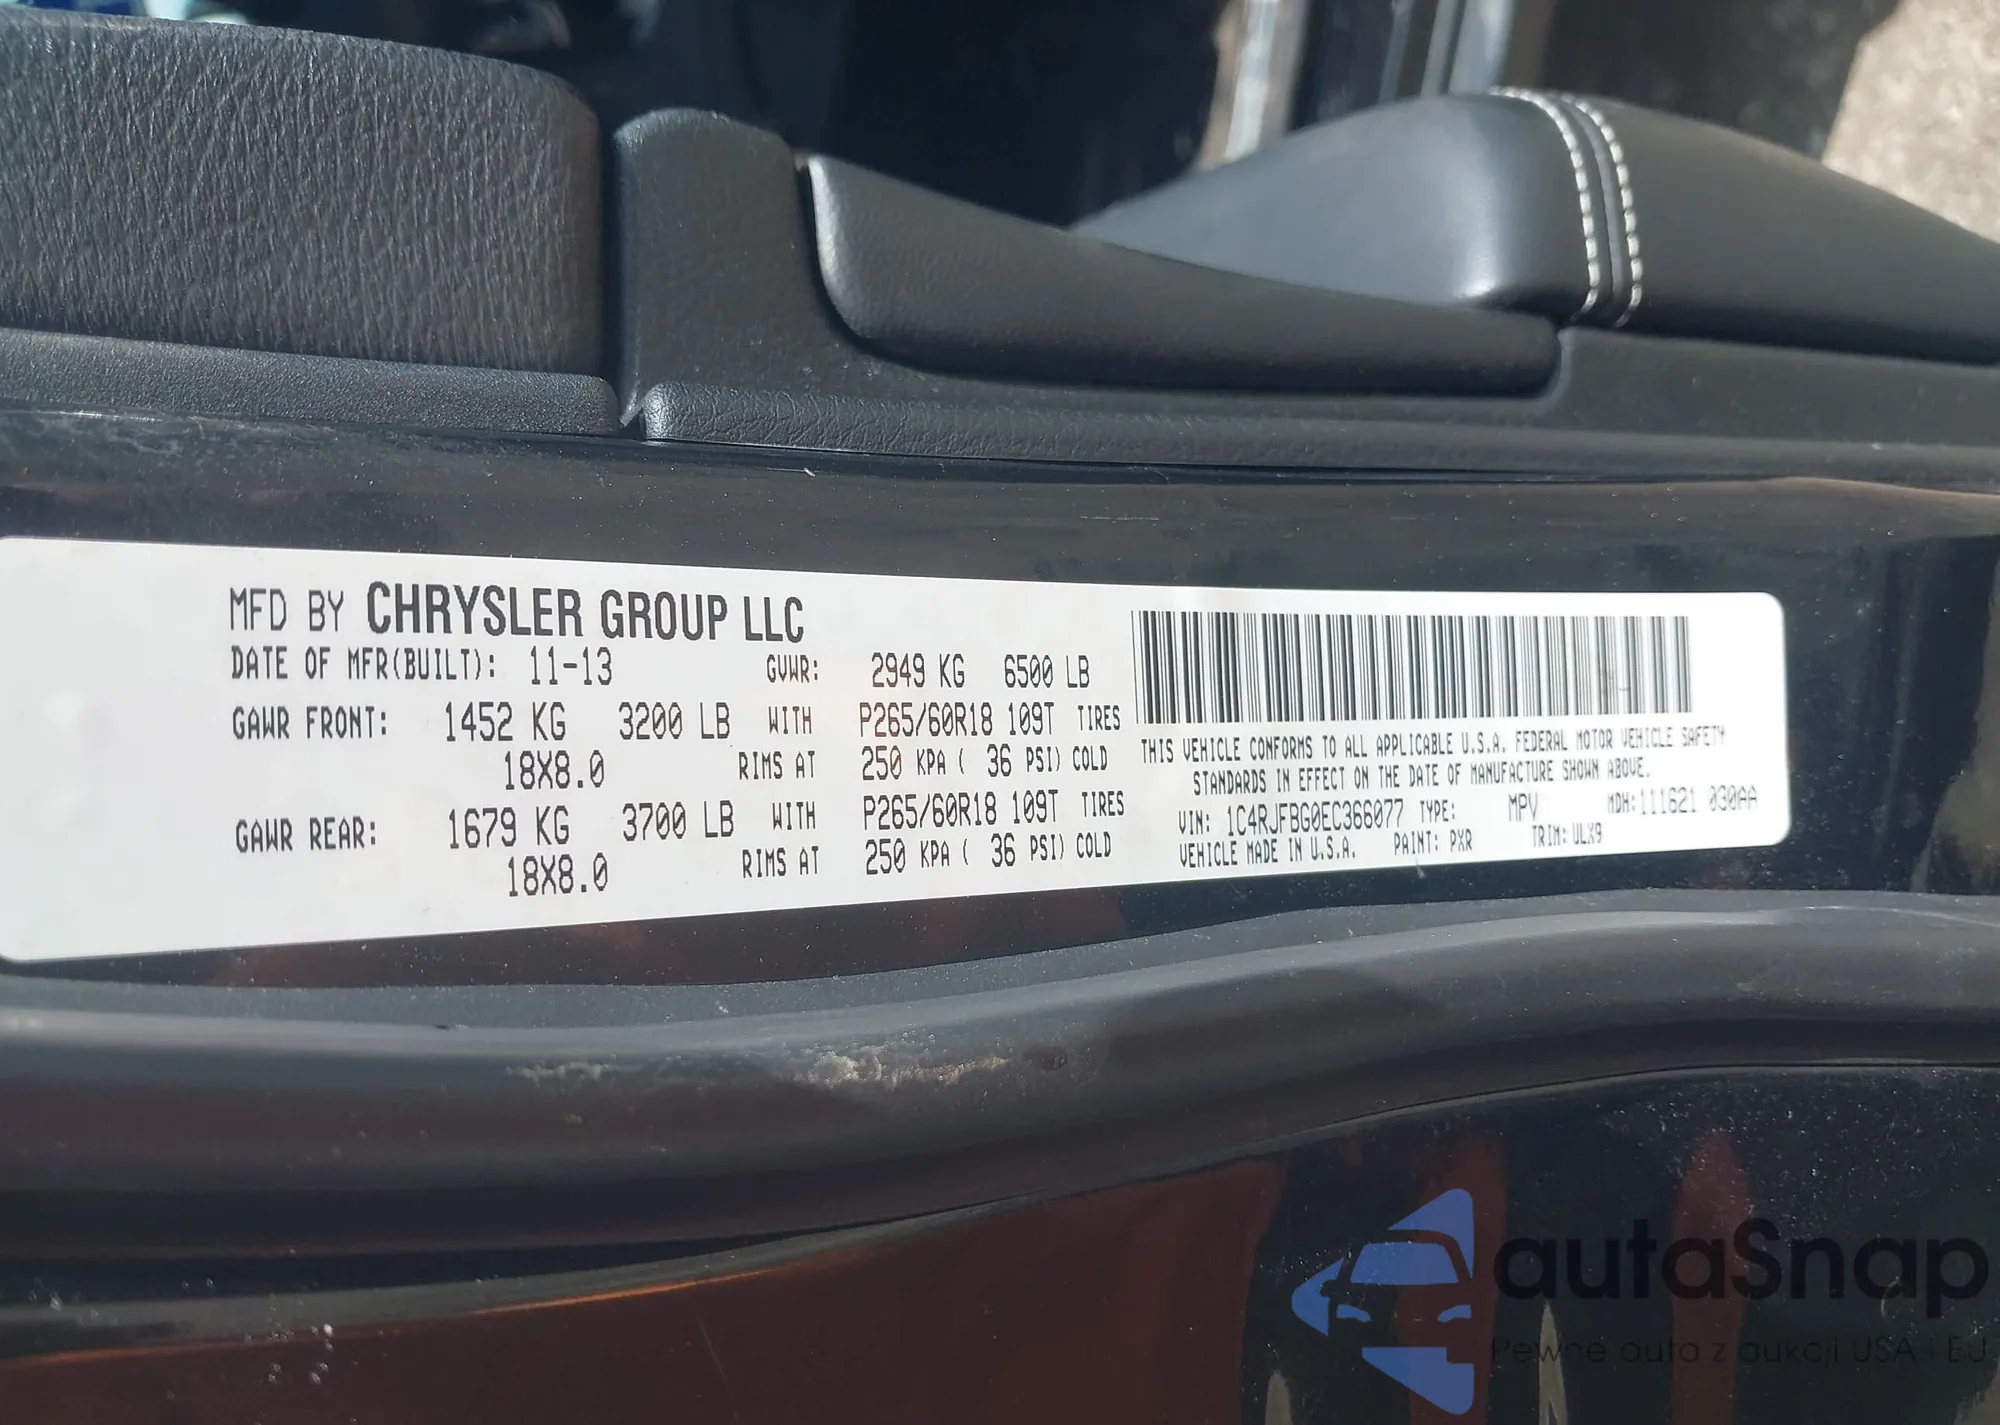 MFD BY CHRYSLER GROUP LLC
DATE OF MFR(BUILT): 11-13 GVWR: 2949 KG 6500 LB
GAWR FRONT: 1452 KG 3200 LB WITH P265/60R18 109T TIRES
18X8.0 RIMS AT 250 KPA ( 36 PSI) COLD
GAWR REAR: 1679 KG 3700 LB WITH P265/60R18 109T TIRES
18X8.0 RIMS AT 250 KPA ( 36 PSI) COLD
THIS VEHICLE CONFORMS TO ALL APPLICABLE U.S.A. FEDERAL MOTOR VEHICLE SAFETY
STANDARDS IN EFFECT ON THE DATE OF MANUFACTURE SHOWN ABOVE.
VIN: 1C4RJFBG0EC366077 TYPE: MPV MDH:111621 030AA
VEHICLE MADE IN U.S.A. PAINT: PXR TRIM: ULX9
autaSnap
Pewne auta z aukcji USA i EU